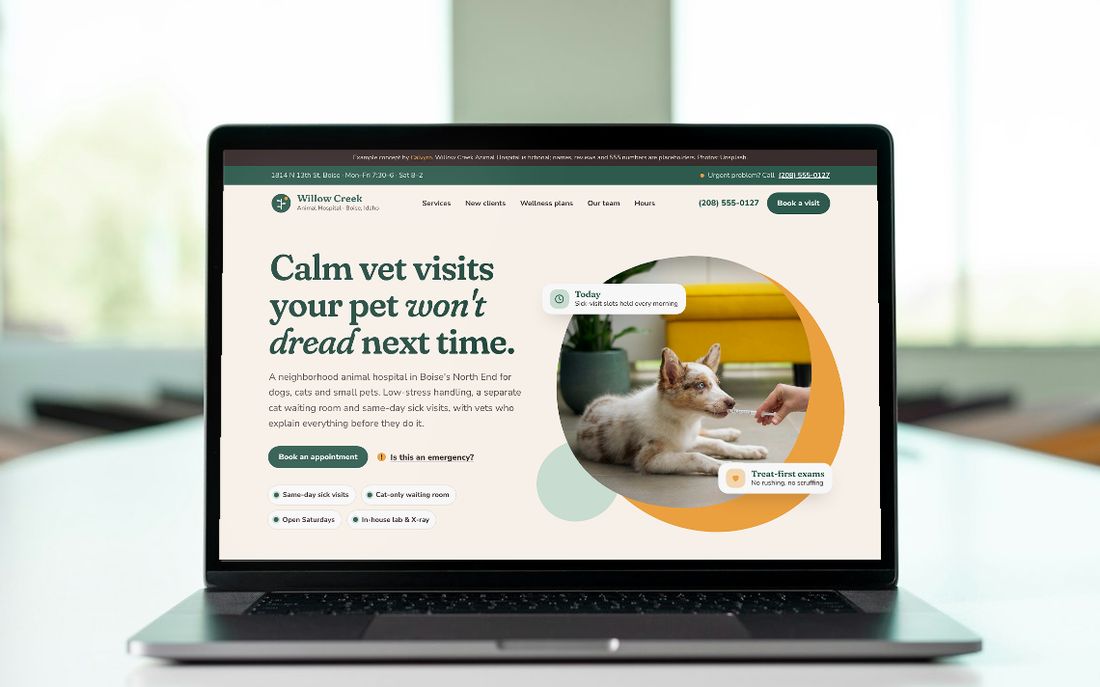 Example concept by Calvyro. Willow Creek Animal Hospital is fictional; names, reviews and 555 numbers are placeholders. Photos: Unsplash.
1814 N 13th St, Boise · Mon-Fri 7:30-6 · Sat 8-2
Urgent problem? Call (208) 555-0127
Willow Creek
Animal Hospital · Boise, Idaho
Services New clients Wellness plans Our team Hours
(208) 555-0127
Book a visit
Calm vet visits
your pet won't
dread next time.
A neighborhood animal hospital in Boise's North End for
dogs, cats and small pets. Low-stress handling, a separate
cat waiting room and same-day sick visits, with vets who
explain everything before they do it.
Book an appointment
! Is this an emergency?
Same-day sick visits
Cat-only waiting room
Open Saturdays
In-house lab & X-ray
Today
Sick-visit slots held every morning
Treat-first exams
No rushing, no scruffing